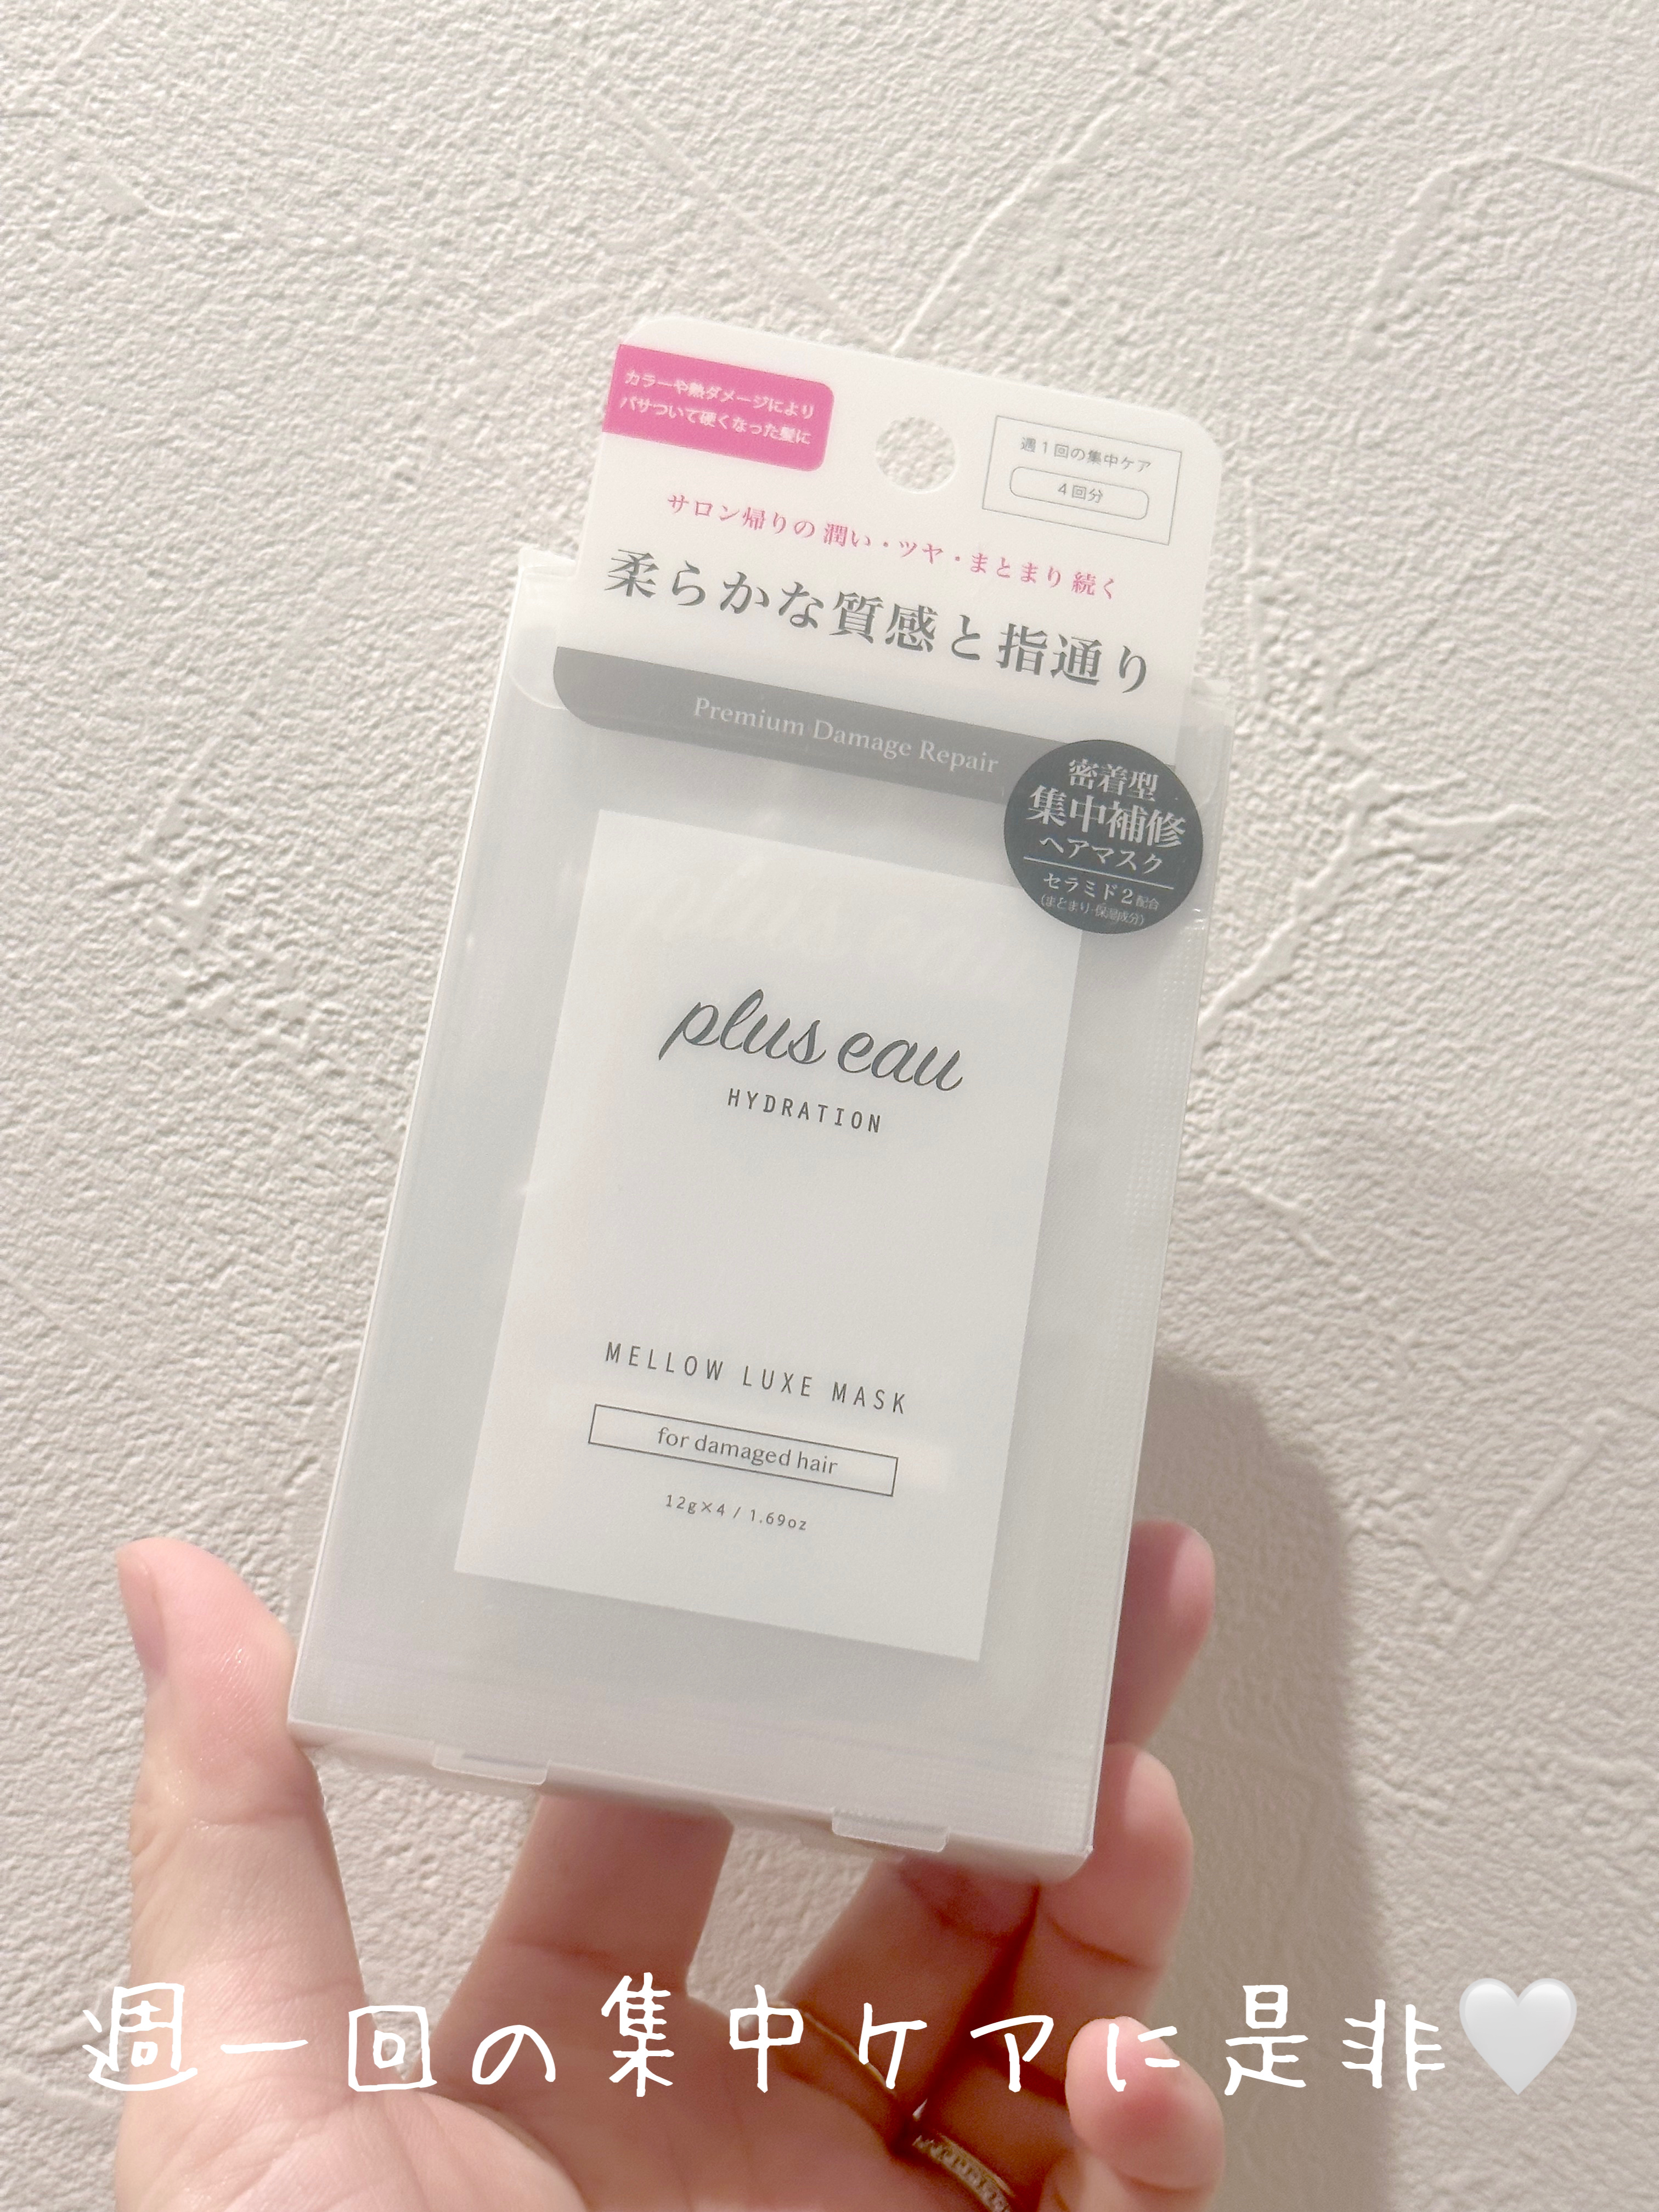 カラーや熱ダメージにより
パサついて硬くなった髪に
週1回の集中ケア
4回分
サロン帰りの潤い・ツヤ・まとまり続く
柔らかな質感と指通り
Premium Damage Repair
密着型
集中補修
ヘアマスク
セラミド2配合
(まとまり・保湿成分)
plus eau
HYDRATION
MELLOW LUXE MASK
for damaged hair
12g×4 / 1.69oz
週一回の集中ケアに是非🤍